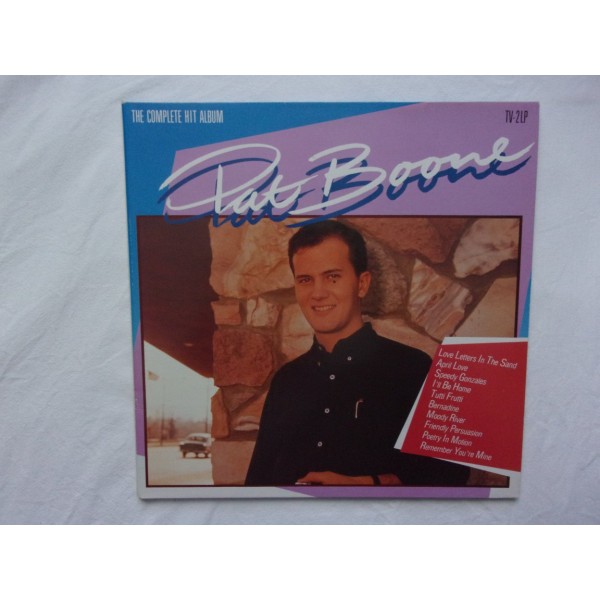 THE COMPLETE HIT ALBUM
TV-2LP
Pat Boone
Love Letters In The Sand
April Love
Speedy Gonzales
I'll Be Home
Tutti Frutti
Bernadine
Moody River
Friendly Persuasion
Poetry In Motion
Remember You're Mine